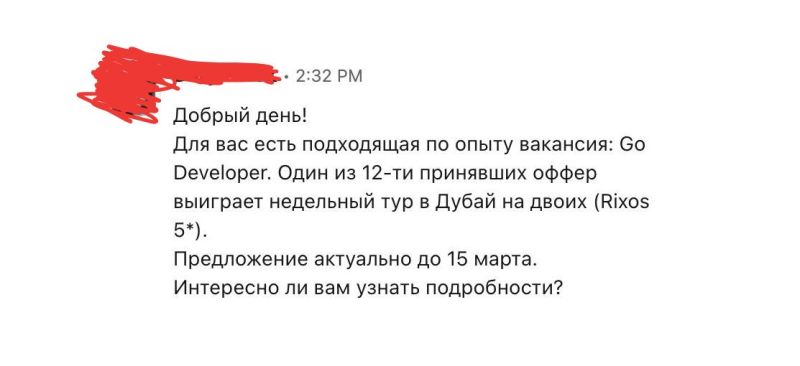 · 2:32 PM
Добрый день!
Для вас есть подходящая по опыту вакансия: Go
Developer. Один из 12-ти принявших оффер
выиграет недельный тур в Дубай на двоих (Rixos
5*).
Предложение актуально до 15 марта.
Интересно ли вам узнать подробности?